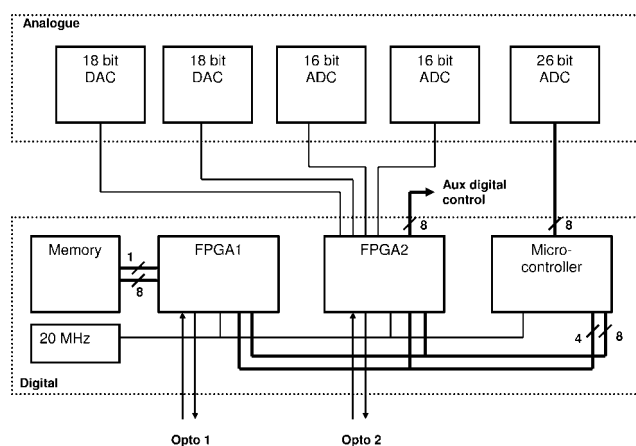 Analogue
18 bit
DAC
18 bit
DAC
16 bit
ADC
16 bit
ADC
26 bit
ADC
Aux digital
control
8
8
Memory
1
8
FPGA1
FPGA2
Micro-
controller
20 MHz
4
8
Digital
Opto 1
Opto 2